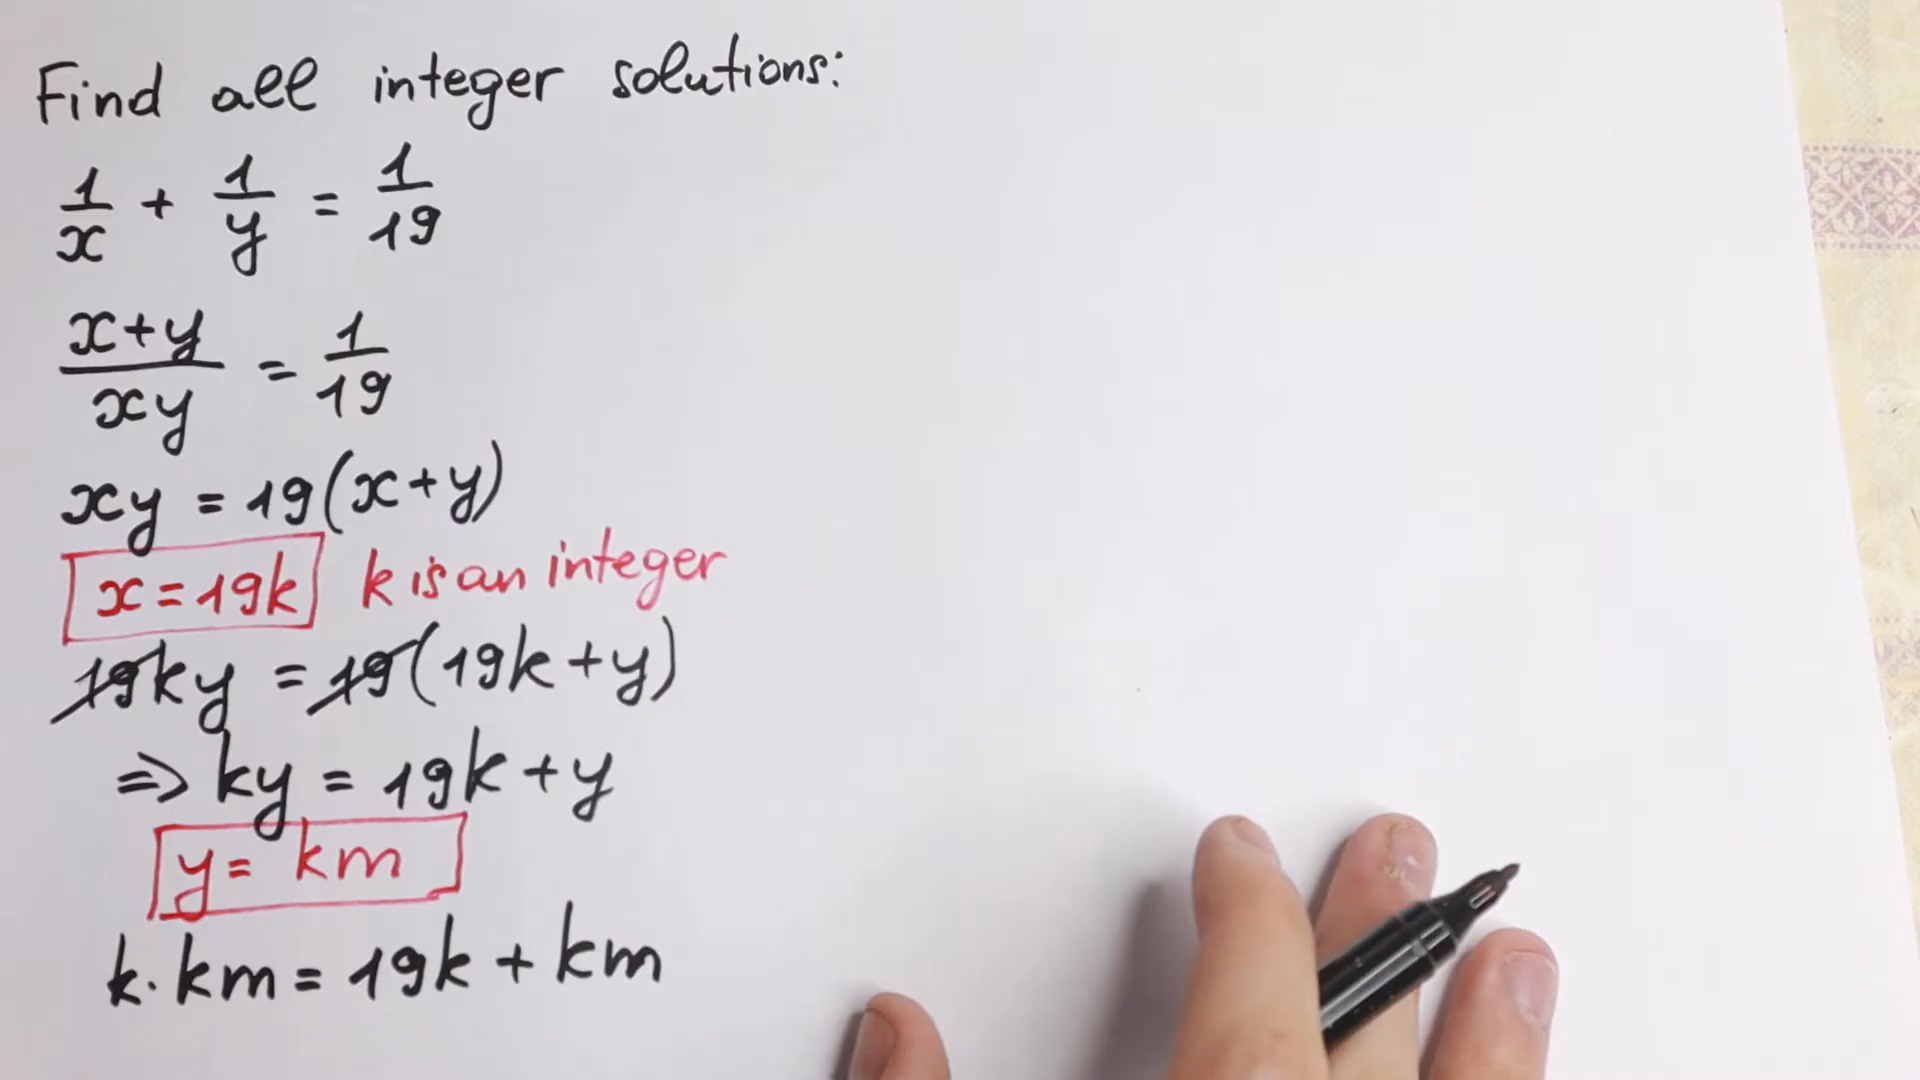 Find all integer solutions:
1/x + 1/y = 1/19
x+y/xy = 1/19
xy = 19(x+y)
x=19k k is an integer
19ky = 19(19k+y)
=> ky = 19k+y
y= km
k·km = 19k + km